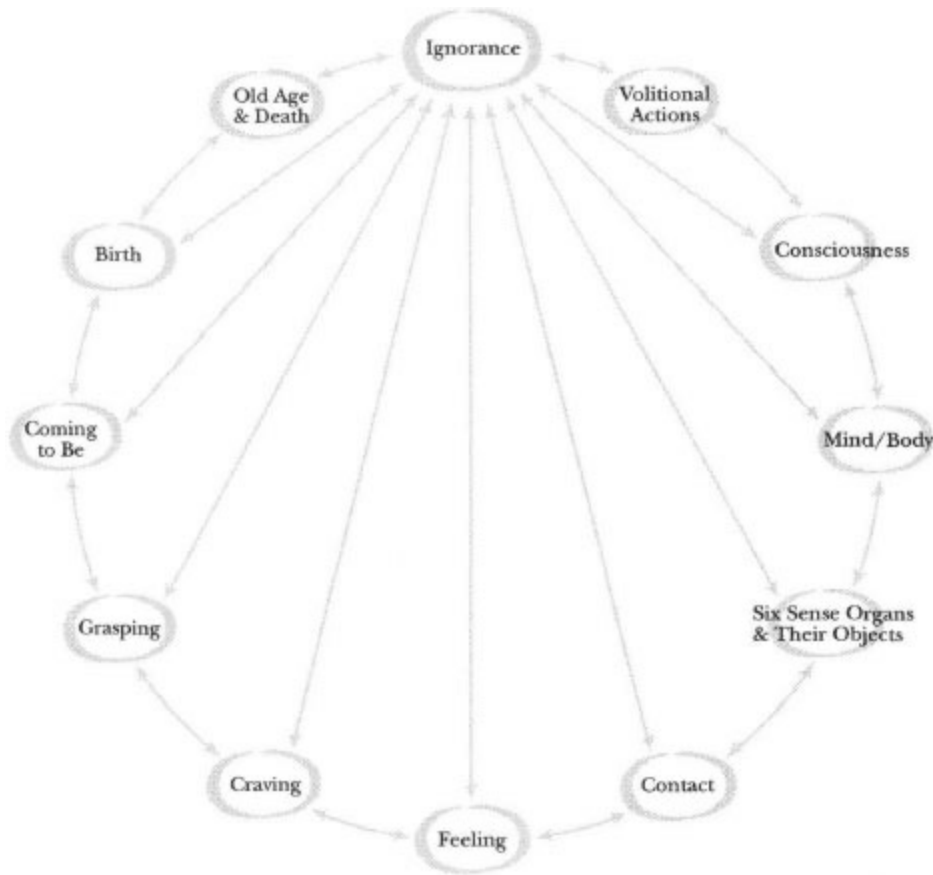 Ignorance
Volitional
Actions
Consciousness
Mind/Body
Six Sense Organs
& Their Objects
Contact
Feeling
Craving
Grasping
Coming
to Be
Birth
Old Age
& Death